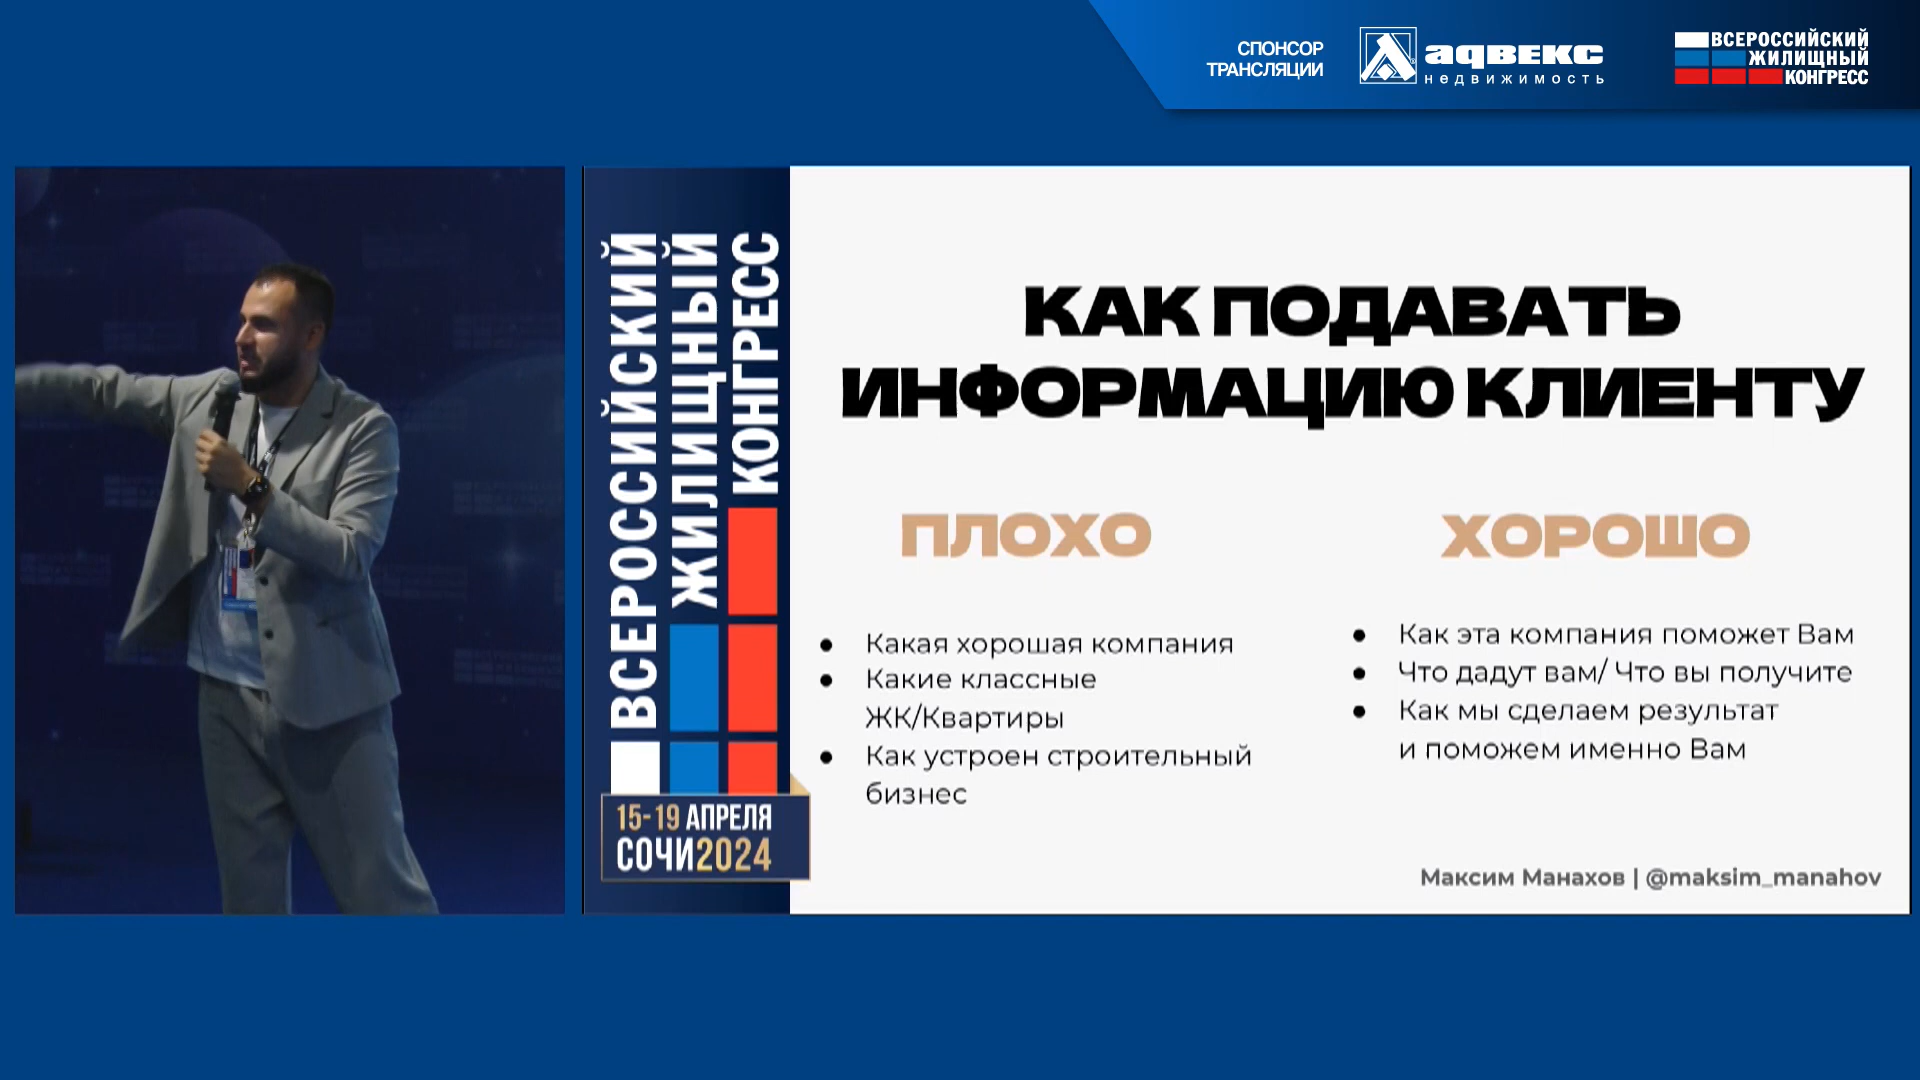 СПОНСОР
ТРАНСЛЯЦИИ
адвекс
недвижимость
ВСЕРОССИЙСКИЙ
ЖИЛИЩНЫЙ
КОНГРЕСС
ВСЕРОССИЙСКИЙ
ЖИЛИЩНЫЙ
КОНГРЕСС
15-19 АПРЕЛЯ
СОЧИ2024
КАК ПОДАВАТЬ
ИНФОРМАЦИЮ КЛИЕНТУ
ПЛОХО
● Какая хорошая компания
● Какие классные
ЖК/Квартиры
● Как устроен строительный
бизнес
ХОРОШО
● Как эта компания поможет Вам
● Что дадут вам/ Что вы получите
● Как мы сделаем результат
и поможем именно Вам
Максим Манахов | @maksim_manahov